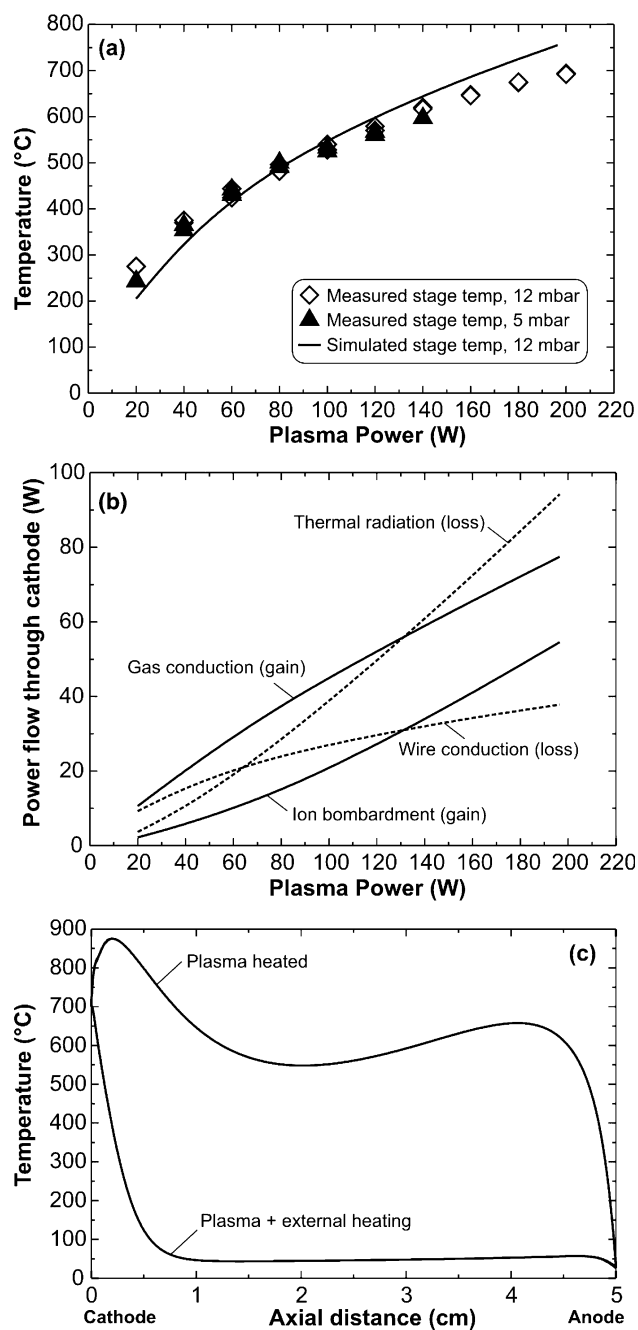 800
(a)
700
600
500
400
300
200
100
0
Temperature (°C)
Measured stage temp, 12 mbar
Measured stage temp, 5 mbar
Simulated stage temp, 12 mbar
0 20 40 60 80 100 120 140 160 180 200 220
Plasma Power (W)
100
(b)
80
60
40
20
0
Power flow through cathode (W)
Thermal radiation (loss)
Gas conduction (gain)
Wire conduction (loss)
Ion bombardment (gain)
0 20 40 60 80 100 120 140 160 180 200 220
Plasma Power (W)
900
(c)
800
700
600
500
400
300
200
100
0
Temperature (°C)
Plasma heated
Plasma + external heating
0 1 2 3 4 5
Cathode Axial distance (cm) Anode